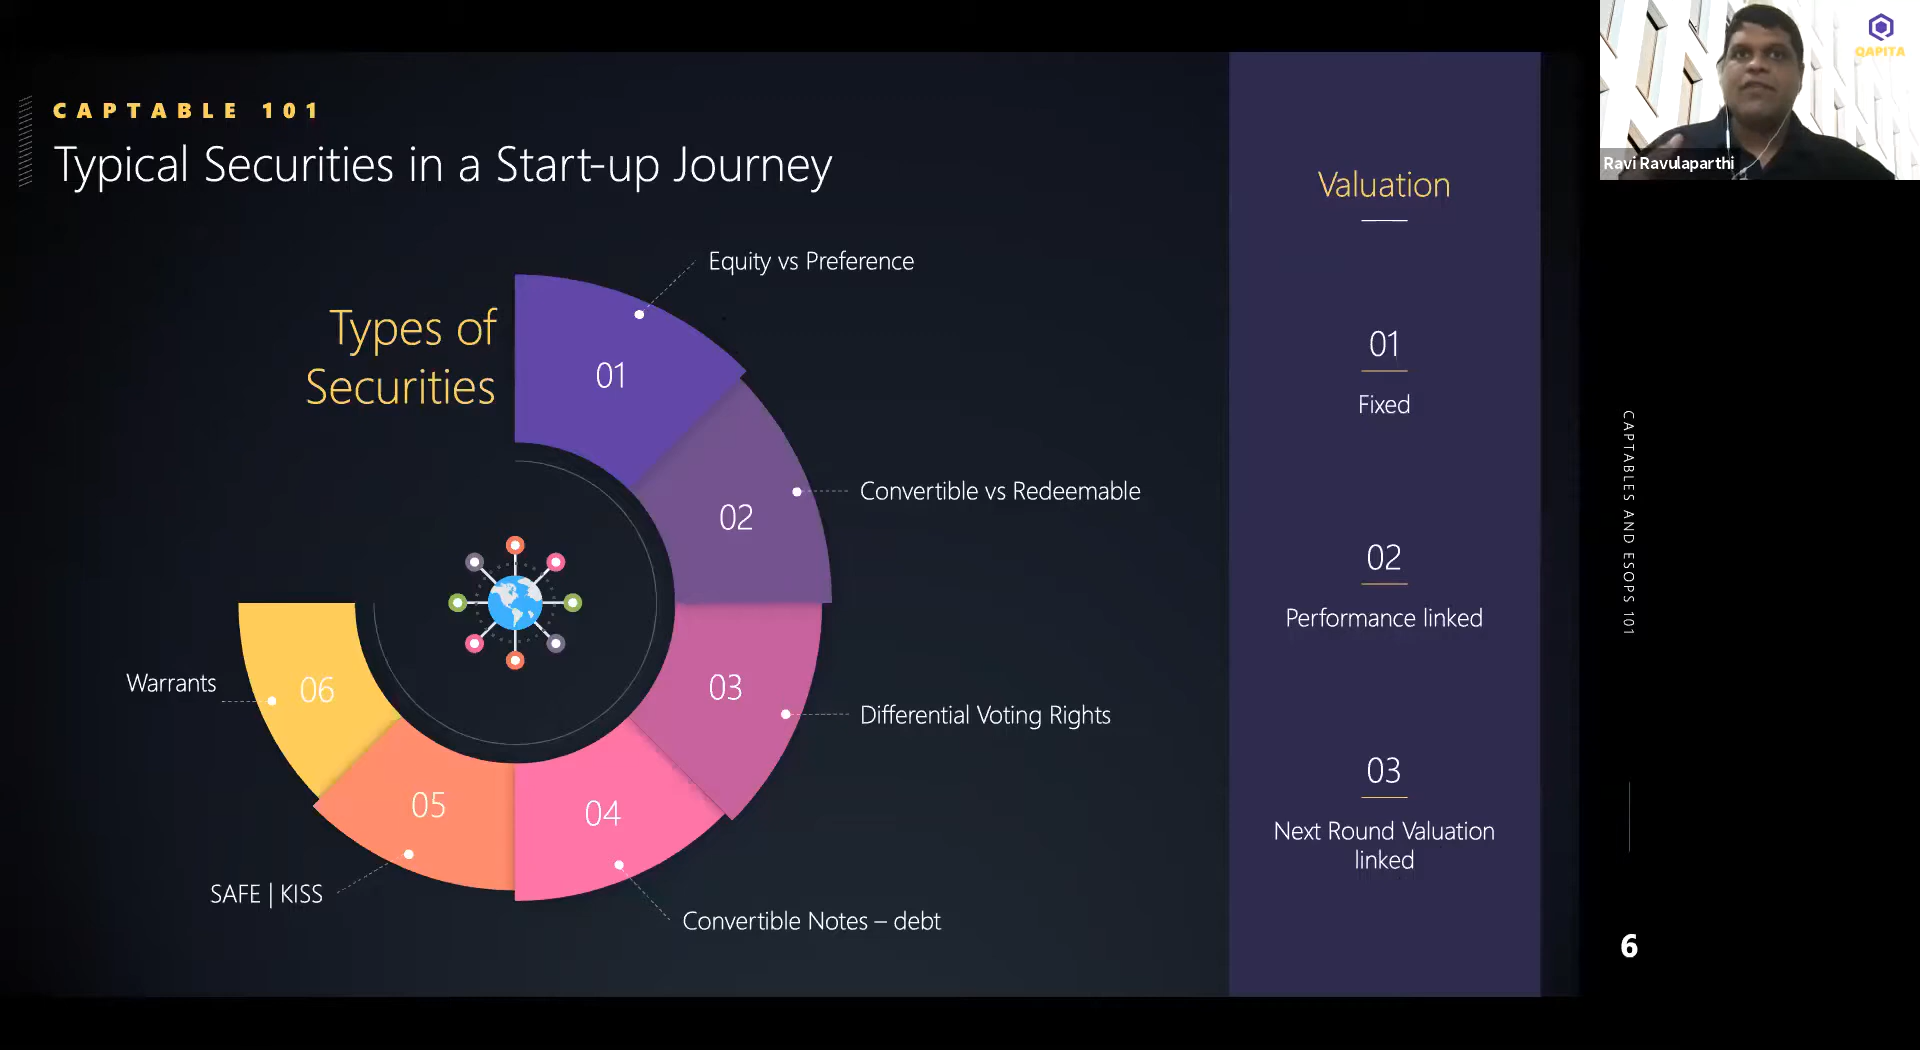 CAPTABLE 101
Typical Securities in a Start-up Journey
Types of
Securities
01
Equity vs Preference
02
Convertible vs Redeemable
03
Differential Voting Rights
04
Convertible Notes – debt
05
SAFE | KISS
06
Warrants
Valuation
01
Fixed
02
Performance linked
03
Next Round Valuation
linked
QAPITA
Ravi Ravulaparthi
CAPTABLES AND ESOPS 101
6